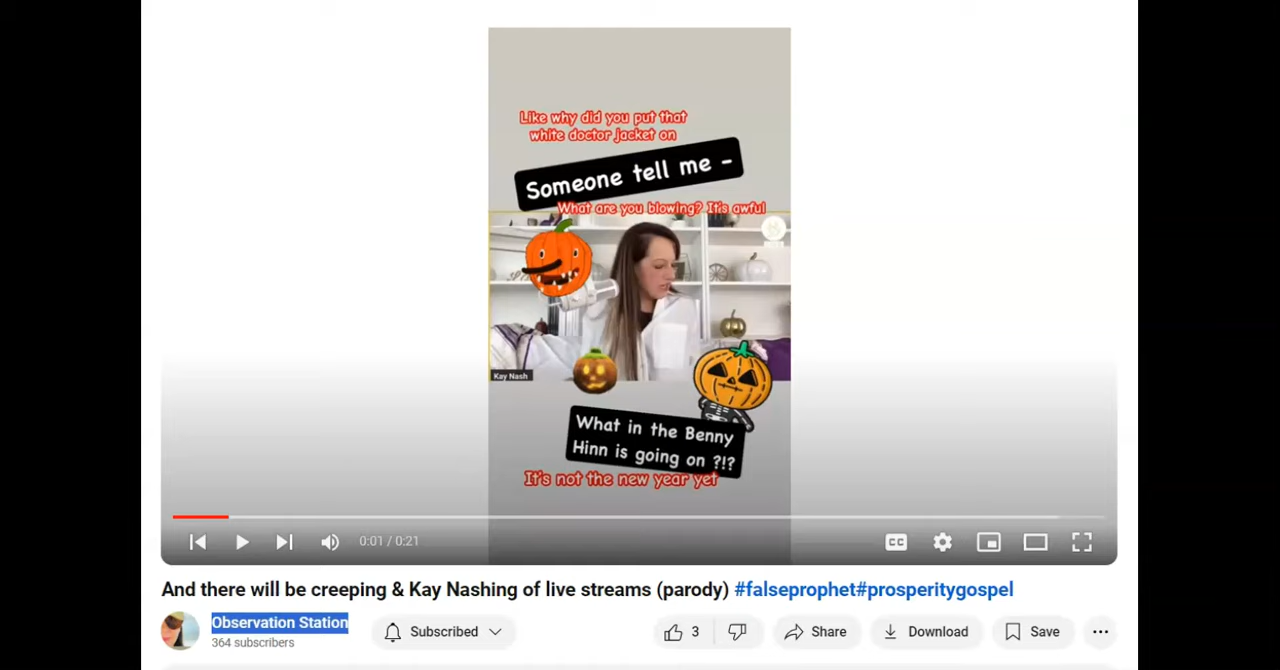 Like why did you put that
white doctor jacket on
Someone tell me -
What are you blowing? It's awful
Kay Nash
What in the Benny
Hinn is going on ?!?
It's not the new year yet
0:01 / 0:21
CC
And there will be creeping & Kay Nashing of live streams (parody) #falseprophet#prosperitygospel
Observation Station
364 subscribers
Subscribed
3
Share
Download
Save